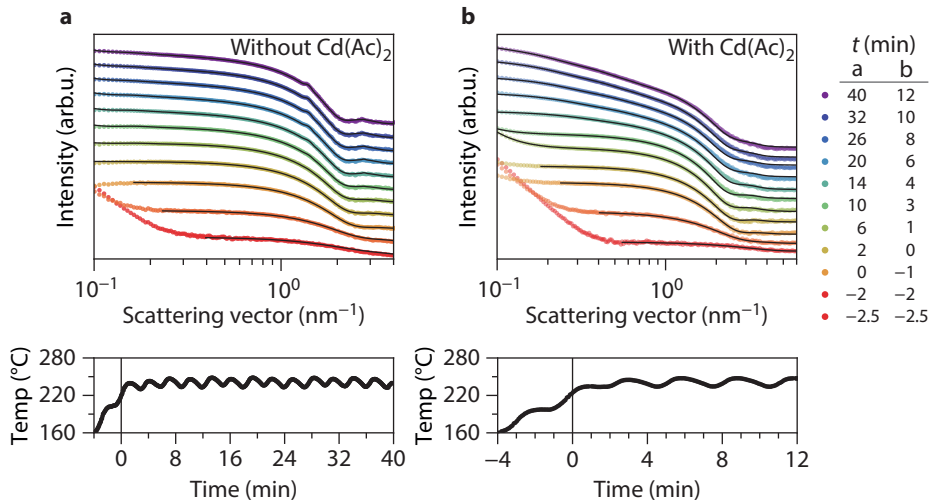 a
b
Without Cd(Ac)₂
With Cd(Ac)₂
t (min)
a b
40 12
32 10
26 8
20 6
14 4
10 3
6 1
2 0
0 −1
−2 −2
−2.5 −2.5
Intensity (arb.u.)
Intensity (arb.u.)
10⁻¹ 10⁰
10⁻¹ 10⁰
Scattering vector (nm⁻¹)
Scattering vector (nm⁻¹)
Temp (°C)
280
220
160
0 8 16 24 32 40
Time (min)
Temp (°C)
280
220
160
−4 0 4 8 12
Time (min)